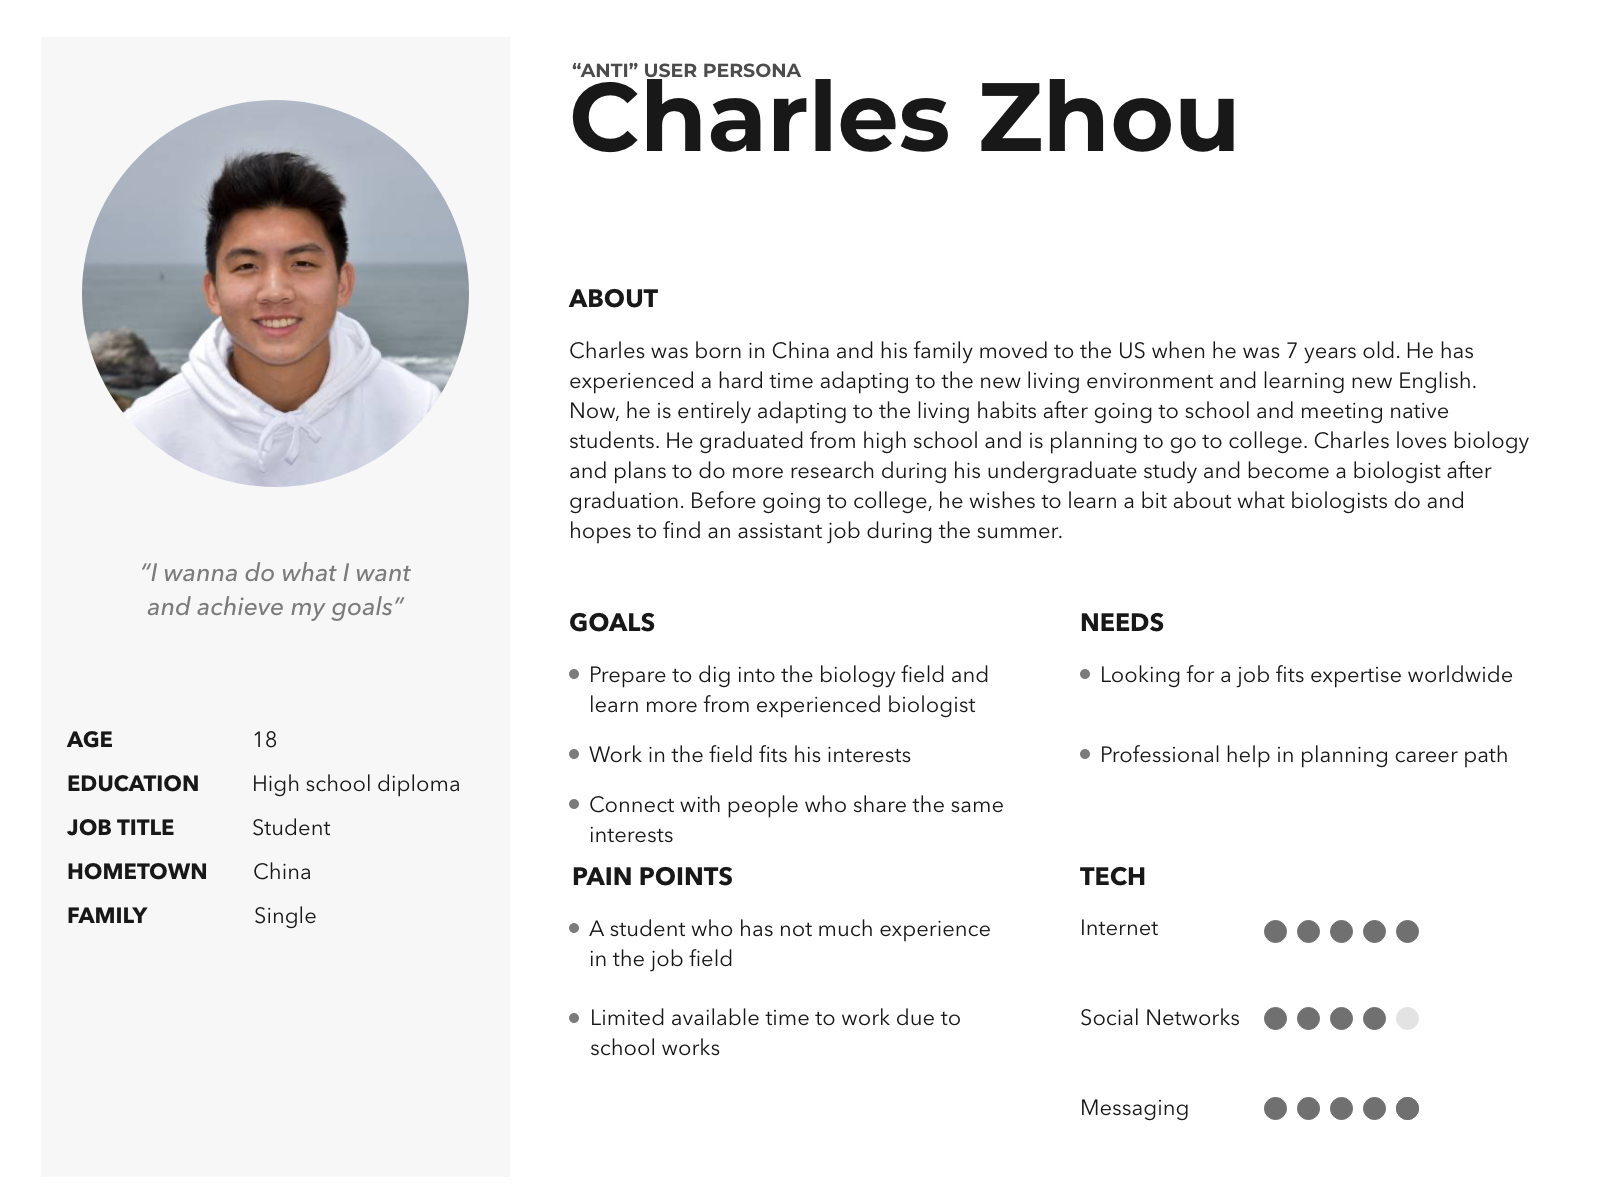 “ANTI” USER PERSONA
Charles Zhou
“I wanna do what I want
and achieve my goals”
AGE 18
EDUCATION High school diploma
JOB TITLE Student
HOMETOWN China
FAMILY Single
ABOUT
Charles was born in China and his family moved to the US when he was 7 years old. He has
experienced a hard time adapting to the new living environment and learning new English.
Now, he is entirely adapting to the living habits after going to school and meeting native
students. He graduated from high school and is planning to go to college. Charles loves biology
and plans to do more research during his undergraduate study and become a biologist after
graduation. Before going to college, he wishes to learn a bit about what biologists do and
hopes to find an assistant job during the summer.
GOALS
Prepare to dig into the biology field and
learn more from experienced biologist
Work in the field fits his interests
Connect with people who share the same
interests
NEEDS
Looking for a job fits expertise worldwide
Professional help in planning career path
PAIN POINTS
A student who has not much experience
in the job field
Limited available time to work due to
school works
TECH
Internet
Social Networks
Messaging